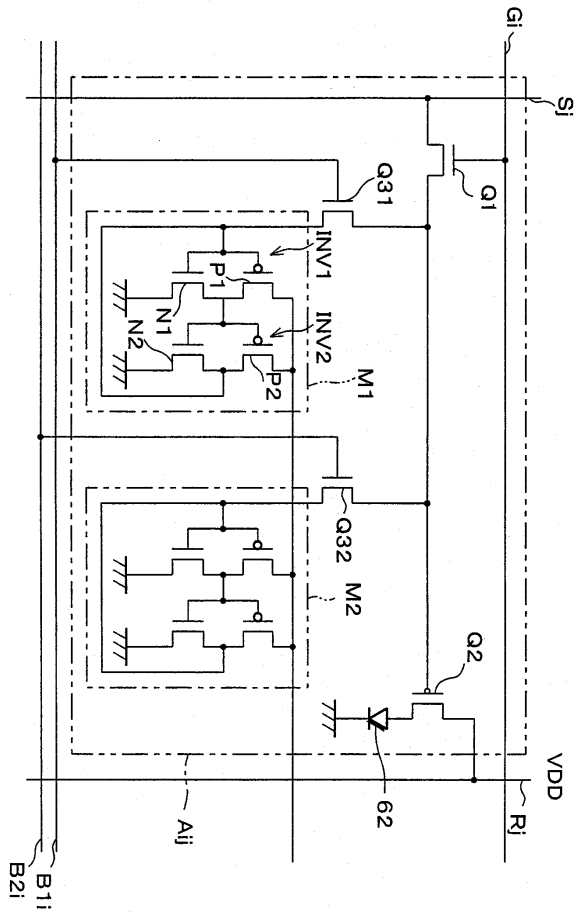 Gi
Sj
Q1
Q31
INV1
P1
N1
INV2
N2
P2
M1
Q32
M2
Q2
62
VDD
Rj
Aij
B1i
B2i